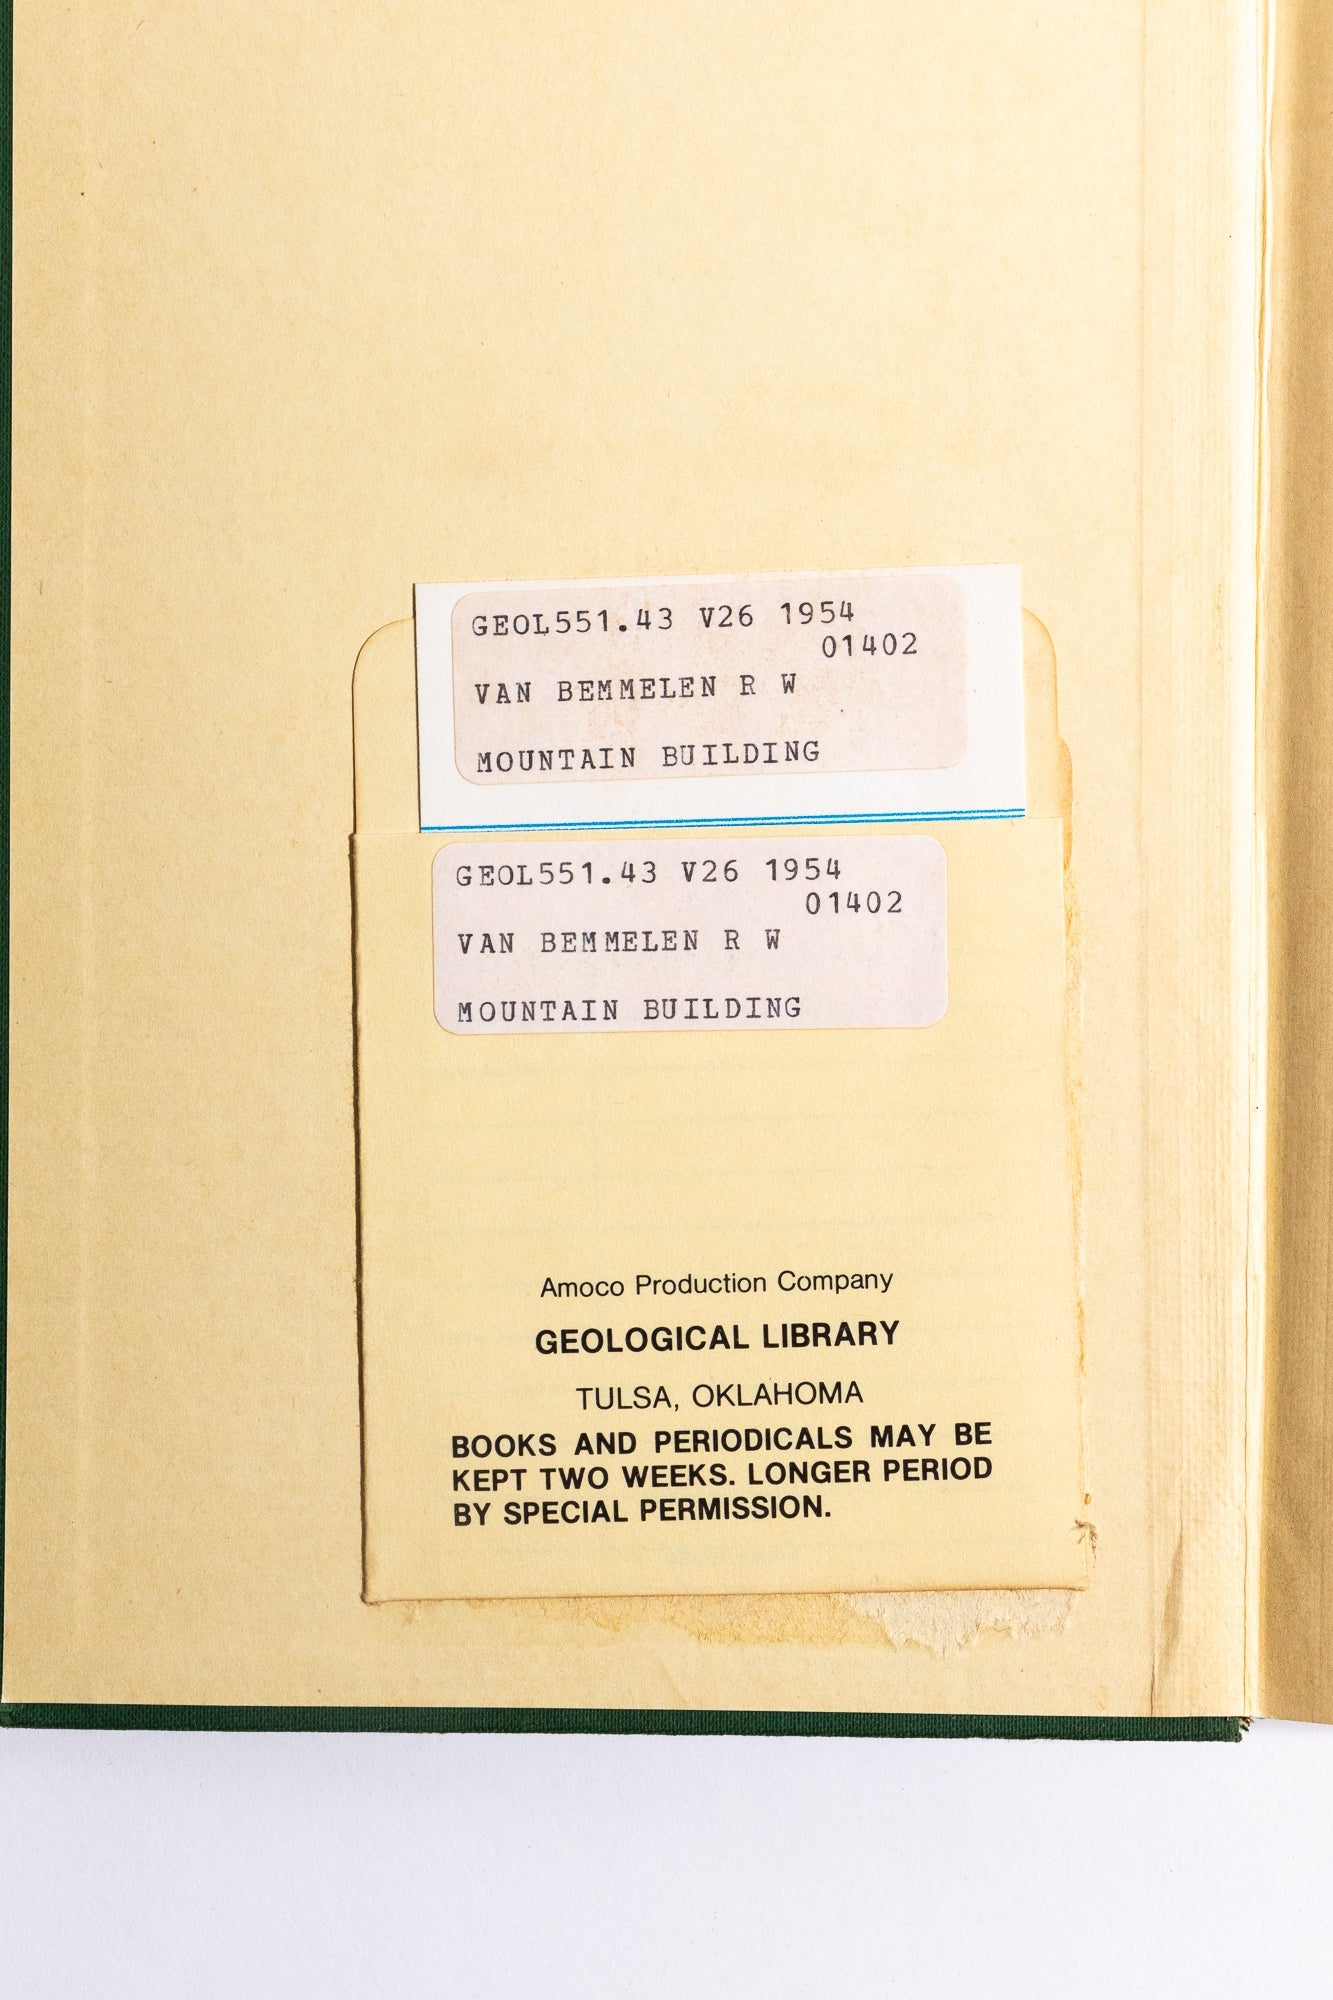 GEOL551.43 V26 1954
01402
VAN BEMMELEN R W
MOUNTAIN BUILDING
GEOL551.43 V26 1954
01402
VAN BEMMELEN R W
MOUNTAIN BUILDING
Amoco Production Company
GEOLOGICAL LIBRARY
TULSA, OKLAHOMA
BOOKS AND PERIODICALS MAY BE
KEPT TWO WEEKS. LONGER PERIOD
BY SPECIAL PERMISSION.